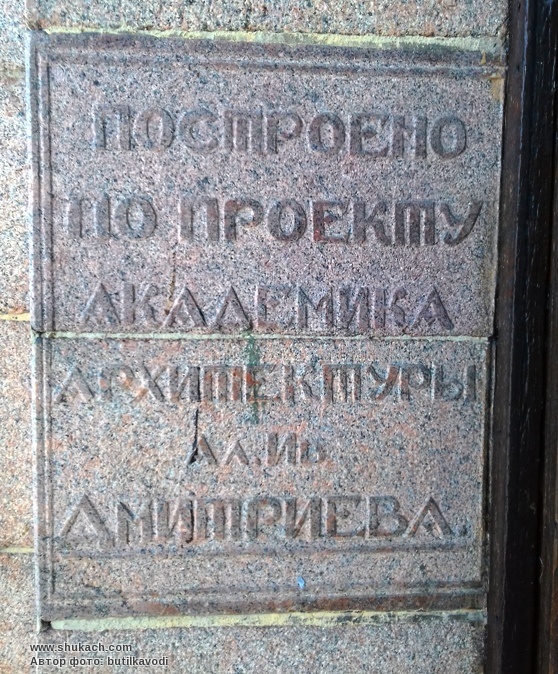 ПОСТРОЕНО
ПО ПРОЕКТУ
АКАДЕМИКА
АРХИТЕКТУРЫ
АЛ. ИВ.
ДМИТРИЕВА.
www.shukach.com
Автор фото: butilkavodi